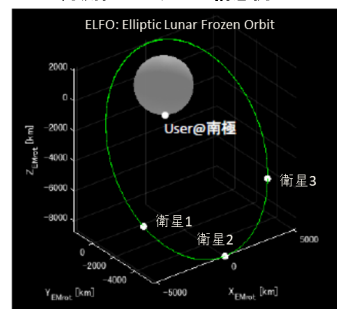 ELFO: Elliptic Lunar Frozen Orbit
2000
0
-2000
-4000
-6000
-8000
Z_EMrot [km]
User@南極
衛星3
衛星1
衛星2
0
-2000
-4000
Y_EMrot [km]
-5000
0
5000
X_EMrot [km]